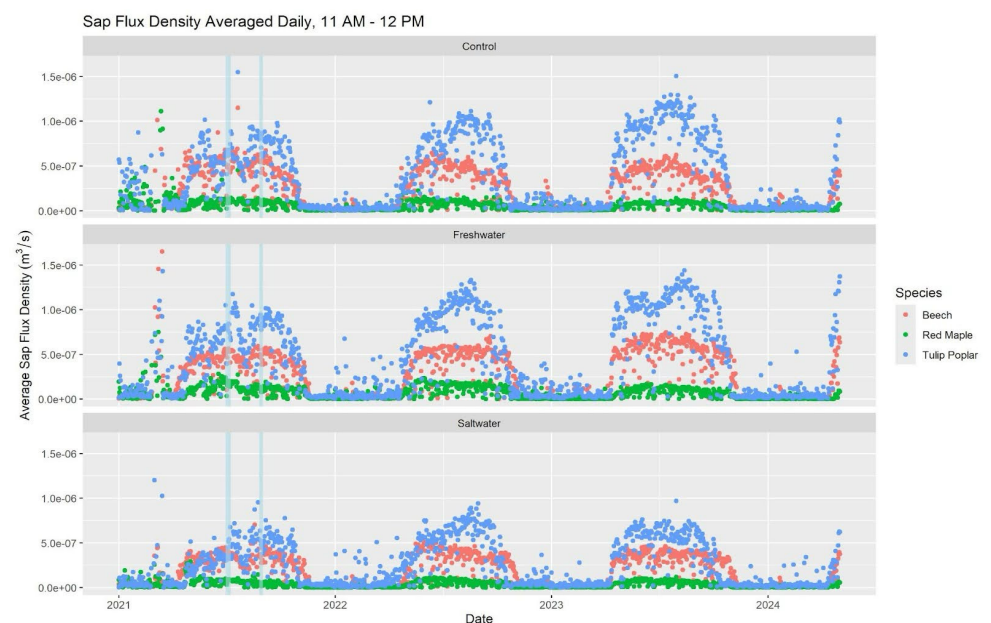 Sap Flux Density Averaged Daily, 11 AM - 12 PM
Control
1.5e-06
1.0e-06
5.0e-07
0.0e+00
Freshwater
1.5e-06
1.0e-06
5.0e-07
0.0e+00
Saltwater
1.5e-06
1.0e-06
5.0e-07
0.0e+00
2021 2022 2023 2024
Date
Average Sap Flux Density (m³/s)
Species
Beech
Red Maple
Tulip Poplar